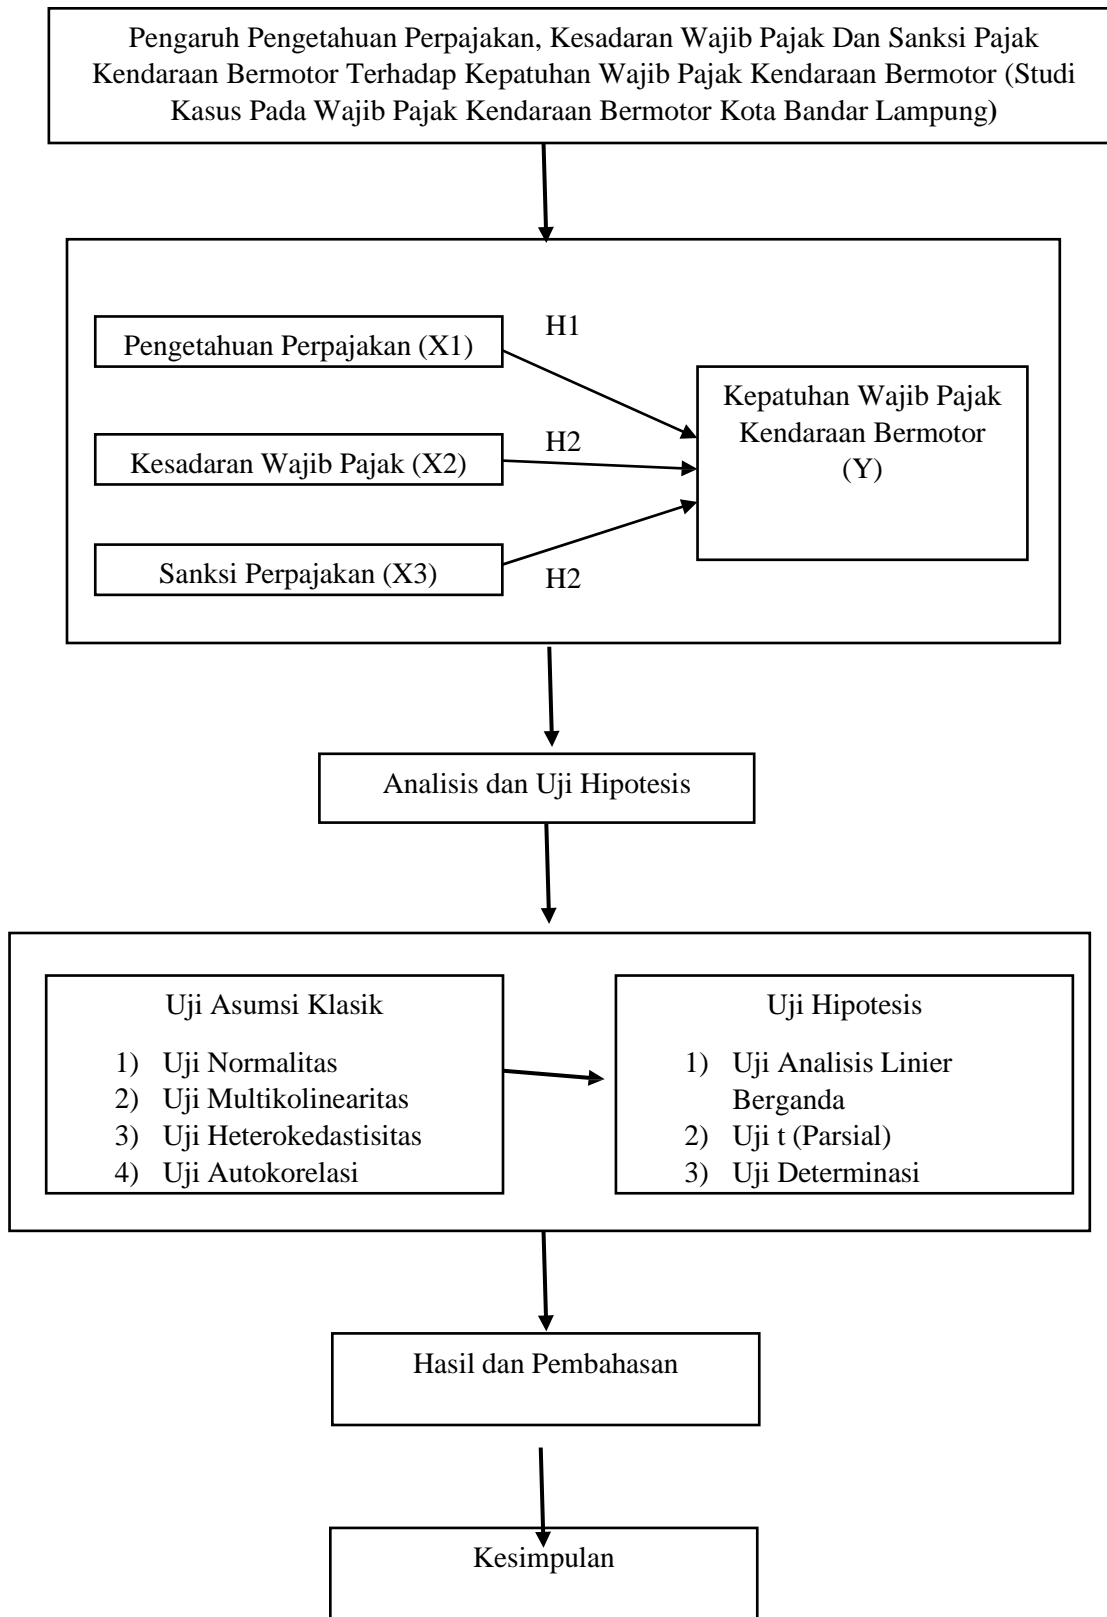 Pengaruh Pengetahuan Perpajakan, Kesadaran Wajib Pajak Dan Sanksi Pajak
Kendaraan Bermotor Terhadap Kepatuhan Wajib Pajak Kendaraan Bermotor (Studi
Kasus Pada Wajib Pajak Kendaraan Bermotor Kota Bandar Lampung)
H1
Pengetahuan Perpajakan (X1)
H2
Kesadaran Wajib Pajak (X2)
Sanksi Perpajakan (X3)
H2
Kepatuhan Wajib Pajak
Kendaraan Bermotor
(Y)
Analisis dan Uji Hipotesis
Uji Asumsi Klasik
1) Uji Normalitas
2) Uji Multikolinearitas
3) Uji Heterokedastisitas
4) Uji Autokorelasi
Uji Hipotesis
1) Uji Analisis Linier
Berganda
2) Uji t (Parsial)
3) Uji Determinasi
Hasil dan Pembahasan
Kesimpulan